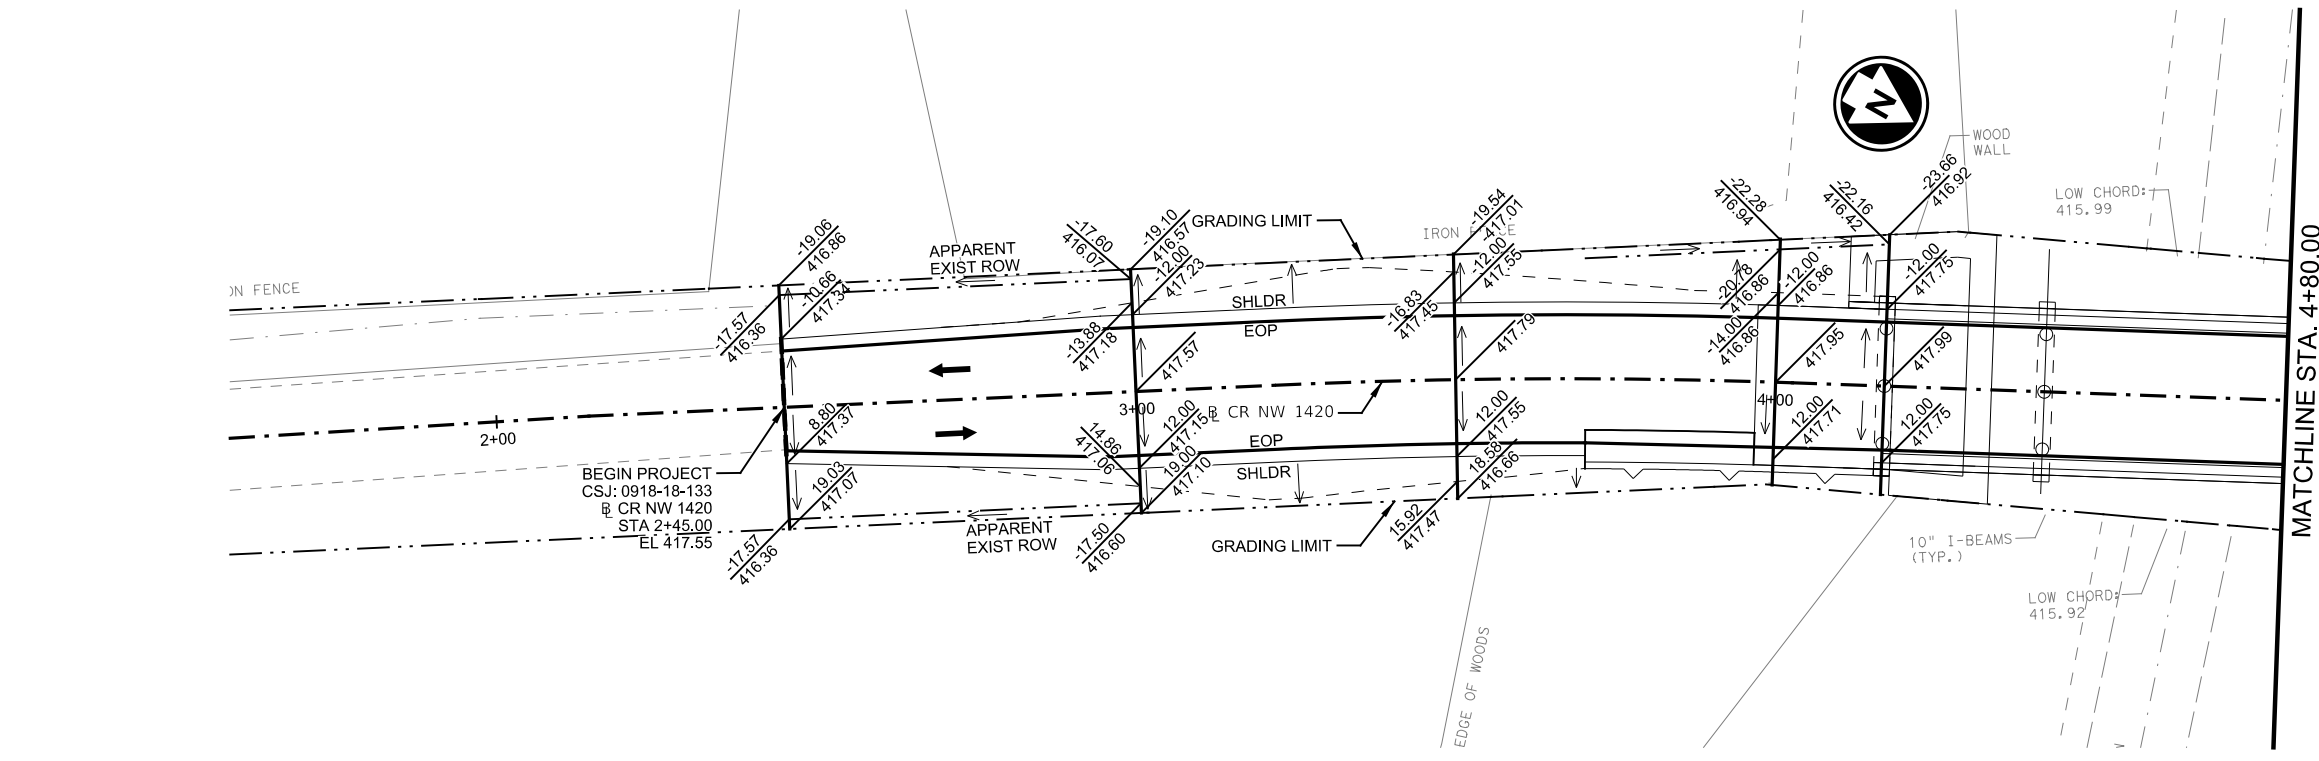 N
WOOD
WALL
LOW CHORD:
415.99
MATCHLINE STA. 4+80.00
ON FENCE
APPARENT
EXIST ROW
GRADING LIMIT
IRON F
-19.06
416.86
-10.66
417.34
-17.57
416.36
-17.60
416.07
-19.10
416.57
-12.00
417.23
-13.88
417.18
417.57
-19.54
417.01
-12.00
417.55
-16.83
417.45
417.79
-22.28
416.94
-20.78
416.86
-12.00
416.86
-14.00
416.86
417.95
-22.16
416.42
-23.66
416.92
-12.00
417.75
417.99
SHLDR
EOP
2+00
3+00
℄ CR NW 1420
4+00
8.80
417.37
19.03
417.07
-17.57
416.36
14.86
417.06
12.00
417.15
19.00
417.10
-17.50
416.60
12.00
417.55
18.58
416.66
15.92
417.47
12.00
417.71
12.00
417.75
EOP
SHLDR
BEGIN PROJECT
CSJ: 0918-18-133
℄ CR NW 1420
STA 2+45.00
EL 417.55
APPARENT
EXIST ROW
GRADING LIMIT
EDGE OF WOODS
10" I-BEAMS
(TYP.)
LOW CHORD:
415.92